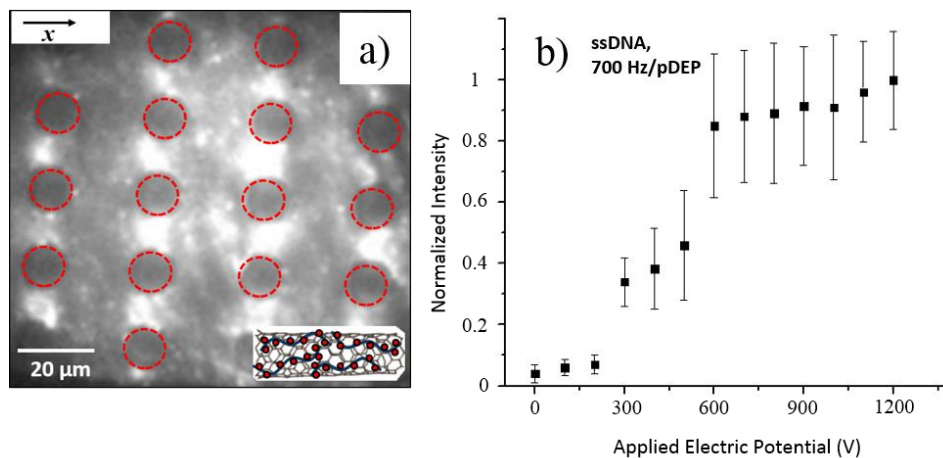 x
a)
20 µm
b)
ssDNA,
700 Hz/pDEP
Normalized Intensity
1
0.8
0.6
0.4
0.2
0
0
300
600
900
1200
Applied Electric Potential (V)